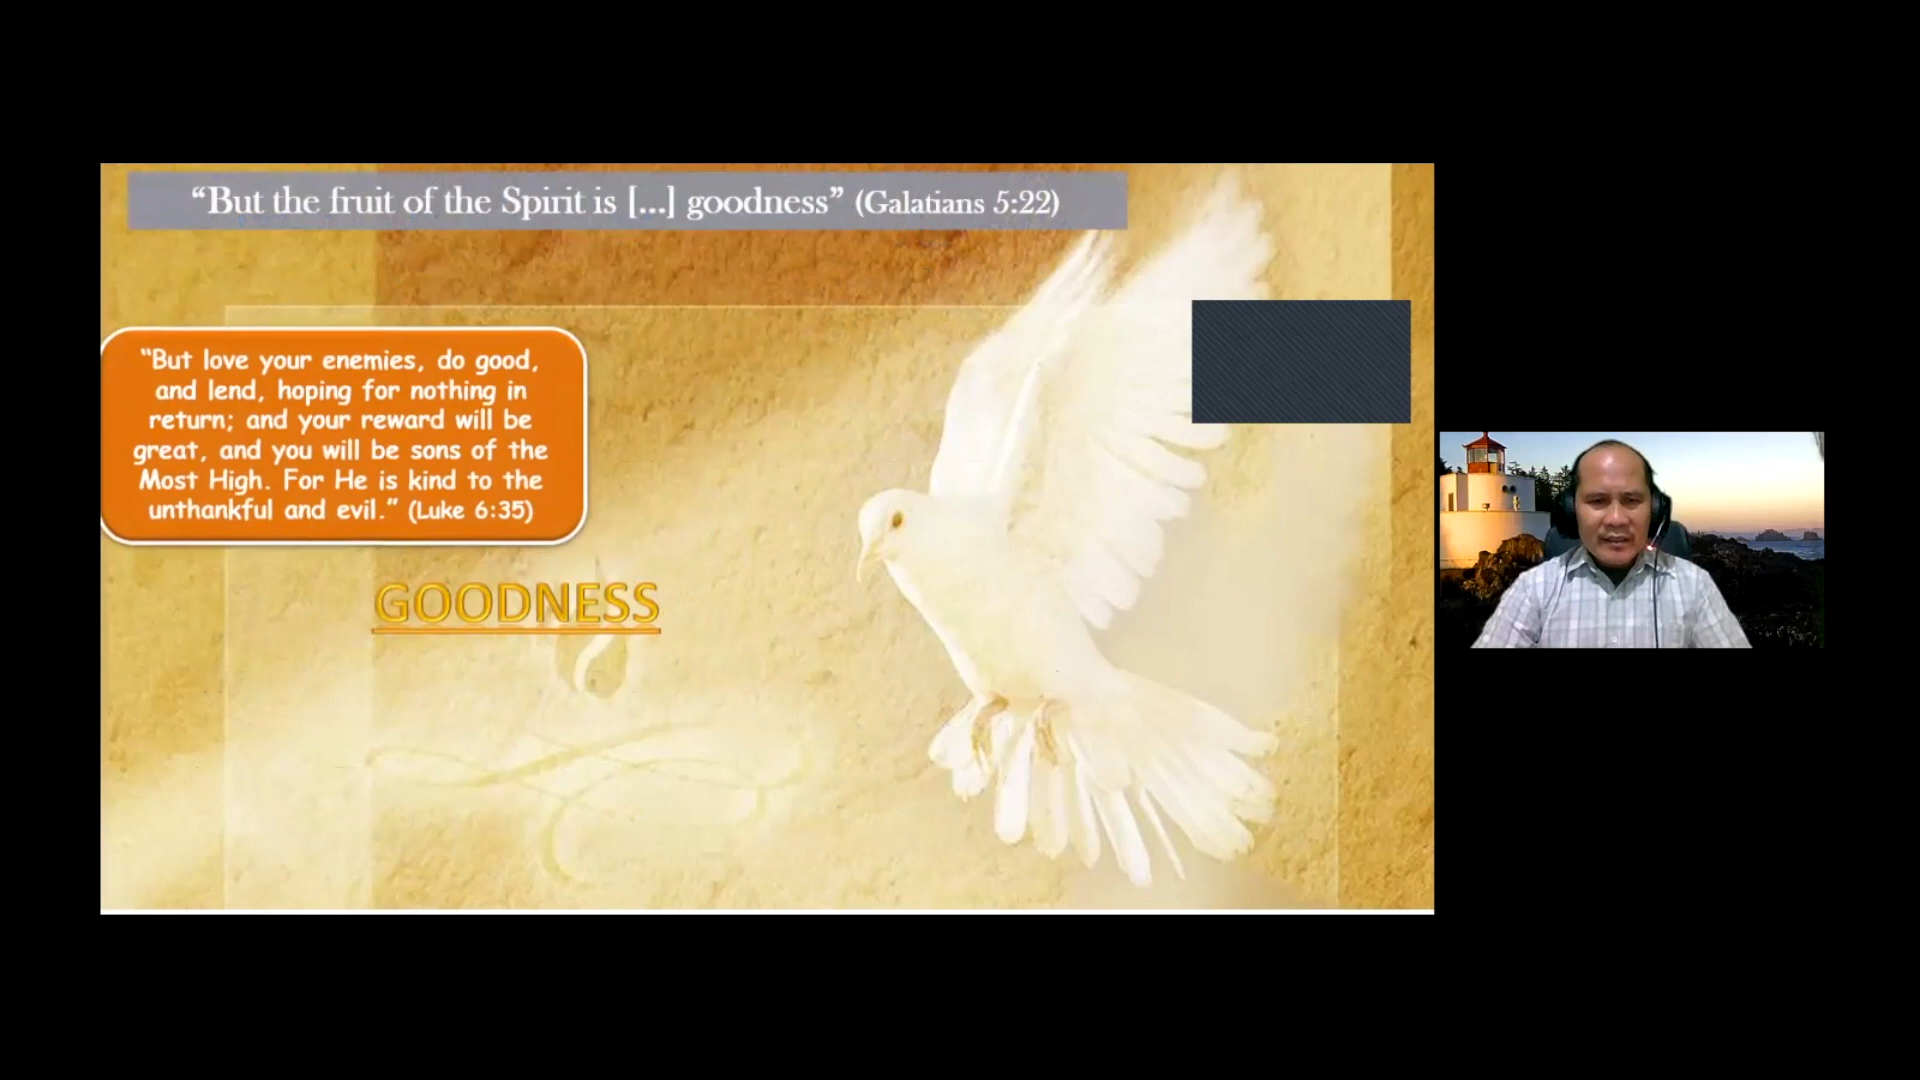 “But the fruit of the Spirit is [...] goodness” (Galatians 5:22)
“But love your enemies, do good,
and lend, hoping for nothing in
return; and your reward will be
great, and you will be sons of the
Most High. For He is kind to the
unthankful and evil.” (Luke 6:35)
GOODNESS